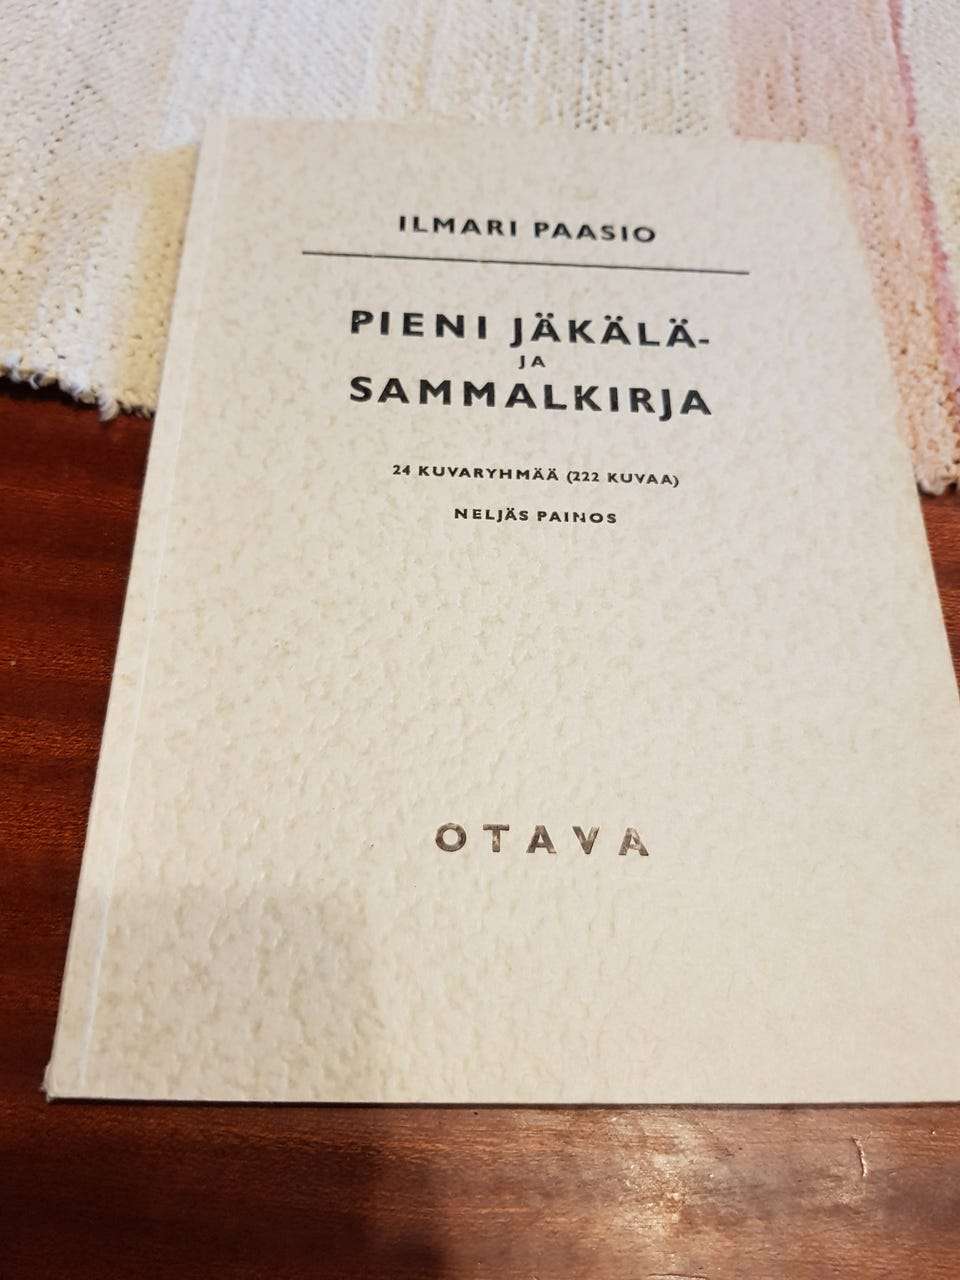 ILMARI PAASIO
PIENI JÄKÄLÄ-
JA
SAMMALKIRJA
24 KUVARYHMÄÄ (222 KUVAA)
NELJÄS PAINOS
OTAVA